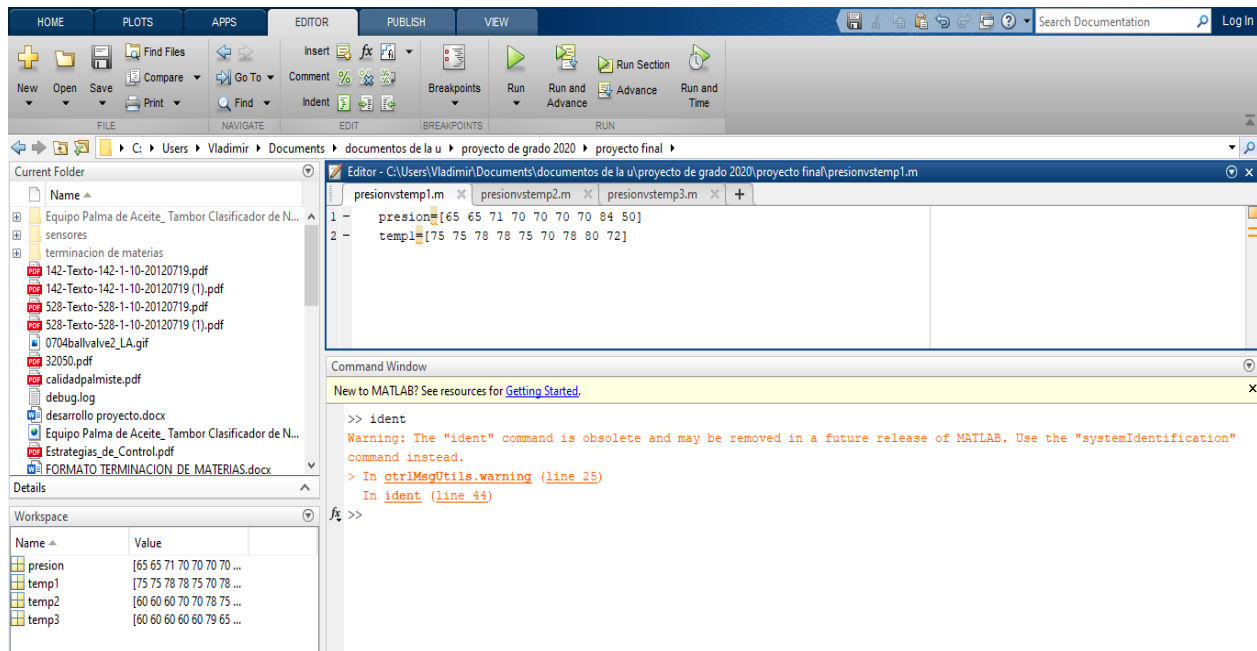 HOME PLOTS APPS EDITOR PUBLISH VIEW Search Documentation Log In
New Open Save Find Files Compare Print
Go To Find
Insert fx
Comment
Indent
Breakpoints
Run
Run and Advance
Run Section
Advance
Run and Time
FILE NAVIGATE EDIT BREAKPOINTS RUN
C: Users Vladimir Documents documentos de la u proyecto de grado 2020 proyecto final
Current Folder
Name
Equipo Palma de Aceite_ Tambor Clasificador de N...
sensores
terminacion de materias
142-Texto-142-1-10-20120719.pdf
142-Texto-142-1-10-20120719 (1).pdf
528-Texto-528-1-10-20120719.pdf
528-Texto-528-1-10-20120719 (1).pdf
0704ballvalve2_LA.gif
32050.pdf
calidadpalmiste.pdf
debug.log
desarrollo proyecto.docx
Equipo Palma de Aceite_ Tambor Clasificador de N...
Estrategias_de_Control.pdf
FORMATO TERMINACION DE MATERIAS.docx
Details
Workspace
Name Value
presion [65 65 71 70 70 70 70 ...
temp1 [75 75 78 78 75 70 78 ...
temp2 [60 60 60 70 70 78 75 ...
temp3 [60 60 60 60 60 79 65 ...
Editor - C:\Users\Vladimir\Documents\documentos de la u\proyecto de grado 2020\proyecto final\presionvstemp1.m
presionvstemp1.m presionvstemp2.m presionvstemp3.m +
1 - presion=[65 65 71 70 70 70 70 84 50]
2 - temp1=[75 75 78 78 75 70 78 80 72]
Command Window
New to MATLAB? See resources for Getting Started.
>> ident
Warning: The "ident" command is obsolete and may be removed in a future release of MATLAB. Use the "systemIdentification"
command instead.
> In ctrlMsgUtils.warning (line 25)
In ident (line 44)
fx >>